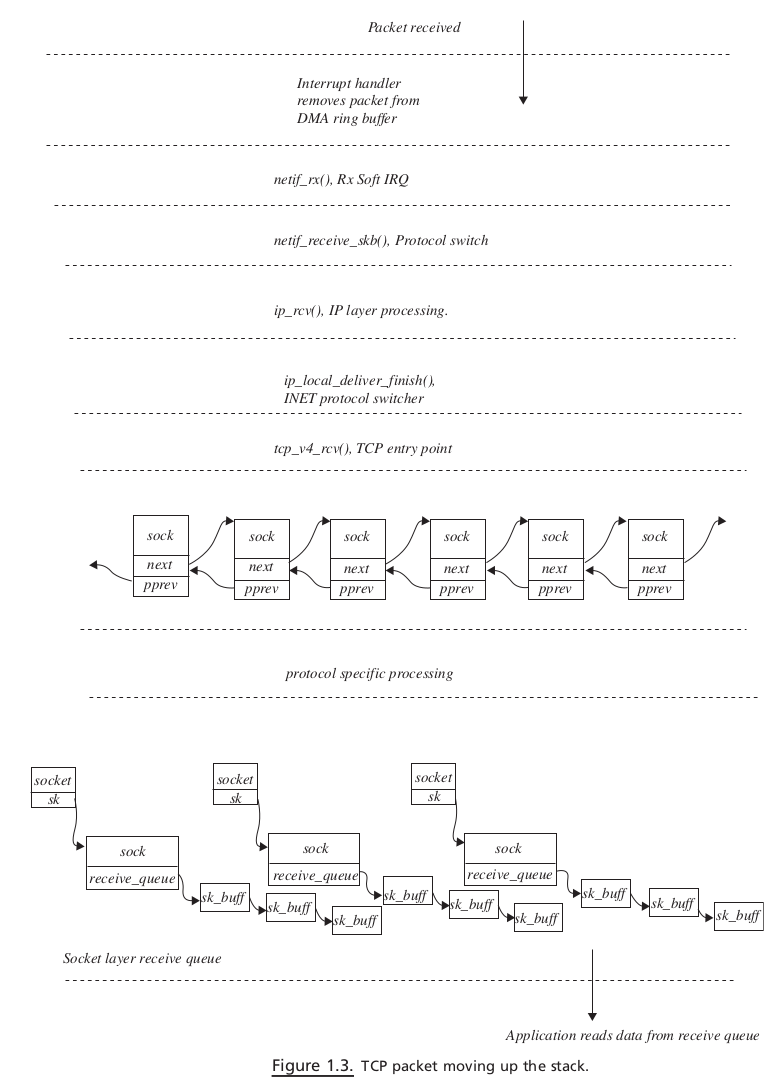 Packet received
Interrupt handler
removes packet from
DMA ring buffer
netif_rx(), Rx Soft IRQ
netif_receive_skb(), Protocol switch
ip_rcv(), IP layer processing.
ip_local_deliver_finish(),
INET protocol switcher
tcp_v4_rcv(), TCP entry point
sock sock sock sock sock sock
next next next next next next
pprev pprev pprev pprev pprev pprev
protocol specific processing
socket socket socket
sk sk sk
sock sock sock
receive_queue receive_queue receive_queue
sk_buff sk_buff sk_buff sk_buff sk_buff sk_buff sk_buff sk_buff sk_buff
Socket layer receive queue
Application reads data from receive queue
Figure 1.3. TCP packet moving up the stack.